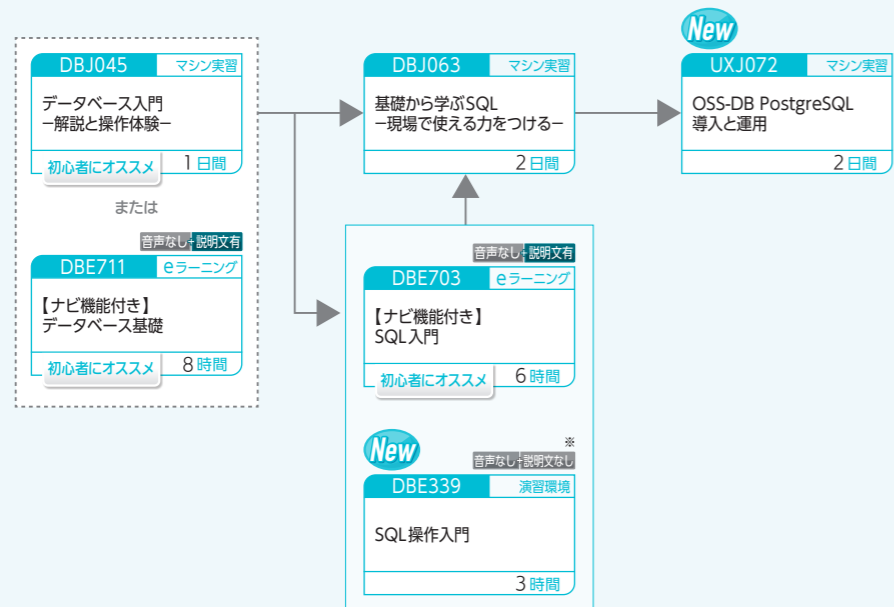 DBJ045 マシン実習
データベース入門
－解説と操作体験－
初心者にオススメ 1日間
または
音声なし+説明文有
DBE711 eラーニング
【ナビ機能付き】
データベース基礎
初心者にオススメ 8時間
DBJ063 マシン実習
基礎から学ぶSQL
－現場で使える力をつける－
2日間
音声なし+説明文有
DBE703 eラーニング
【ナビ機能付き】
SQL入門
初心者にオススメ 6時間
New
※
音声なし+説明文なし
DBE339 演習環境
SQL操作入門
3時間
New
UXJ072 マシン実習
OSS-DB PostgreSQL
導入と運用
2日間